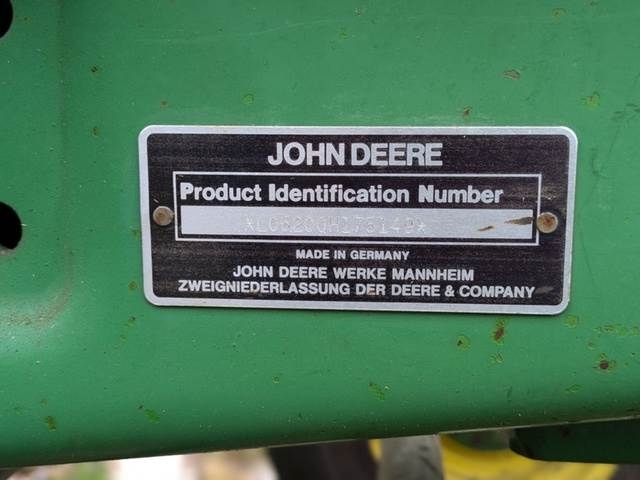 JOHN DEERE
Product Identification Number
MADE IN GERMANY
JOHN DEERE WERKE MANNHEIM
ZWEIGNIEDERLASSUNG DER DEERE & COMPANY